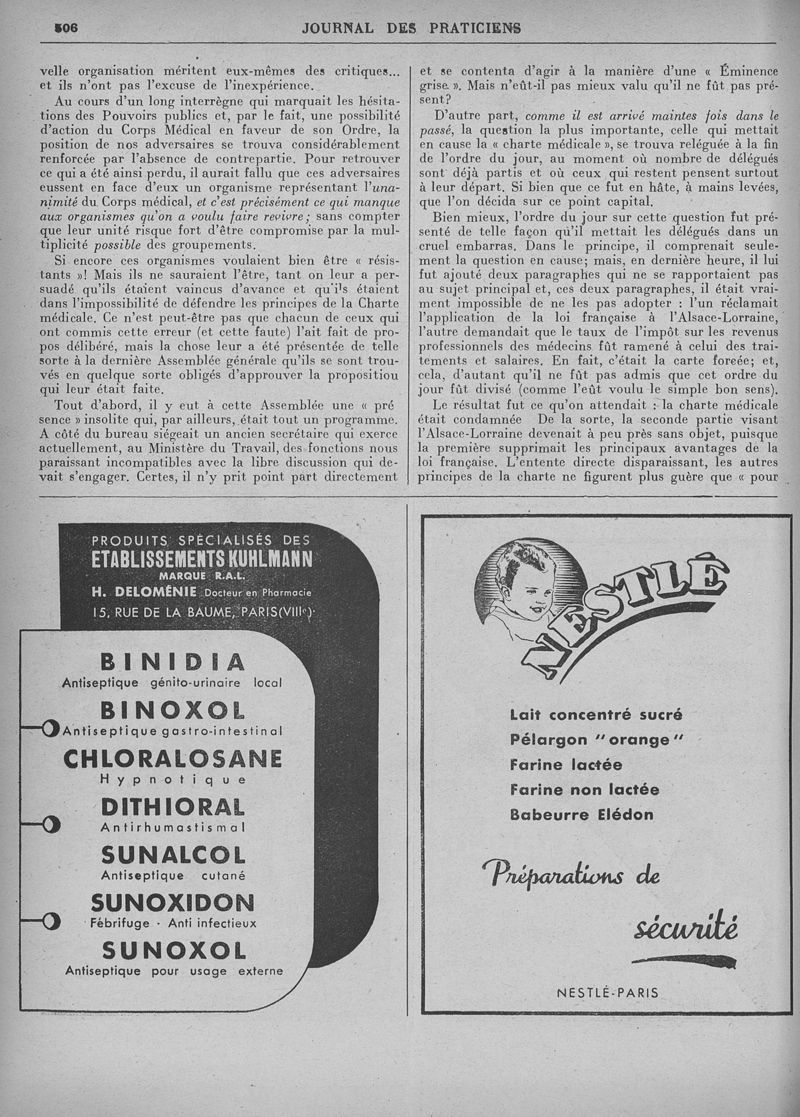 506
JOURNAL DES PRATICIENS
velle organisation méritent eux-mêmes des critiques...
et ils n'ont pas l'excuse de l'inexpérience.
Au cours d'un long interrègne qui marquait les hésita-
tions des Pouvoirs publics et, par le fait, une possibilité
d'action du Corps Médical en faveur de son Ordre, la
position de nos adversaires se trouva considérablement
renforcée par l'absence de contrepartie. Pour retrouver
ce qui a été ainsi perdu, il aurait fallu que ces adversaires
eussent en face d'eux un organisme représentant l'una-
nimité du Corps médical, et c'est précisément ce qui manque
aux organismes qu'on a voulu faire revivre ; sans compter
que leur unité risque fort d'être compromise par la mul-
tiplicité possible des groupements.
Si encore ces organismes voulaient bien être « résis-
tants »! Mais ils ne sauraient l'être, tant on leur a per-
suadé qu'ils étaient vaincus d'avance et qu'ils étaient
dans l'impossibilité de défendre les principes de la Charte
médicale. Ce n'est peut-être pas que chacun de ceux qui
ont commis cette erreur (et cette faute) l'ait fait de pro-
pos délibéré, mais la chose leur a été présentée de telle
sorte à la dernière Assemblée générale qu'ils se sont trou-
vés en quelque sorte obligés d'approuver la propositiou
qui leur était faite.
Tout d'abord, il y eut à cette Assemblée une « pré
sence » insolite qui, par ailleurs, était tout un programme.
A côté du bureau siégeait un ancien secrétaire qui exerce
actuellement, au Ministère du Travail, des fonctions nous
paraissant incompatibles avec la libre discussion qui de-
vait s'engager. Certes, il n'y prit point part directement
et se contenta d'agir à la manière d'une « Éminence
grise ». Mais n'eût-il pas mieux valu qu'il ne fût pas pré-
sent?
D'autre part, comme il est arrivé maintes fois dans le
passé, la question la plus importante, celle qui mettait
en cause la « charte médicale », se trouva reléguée à la fin
de l'ordre du jour, au moment où nombre de délégués
sont déjà partis et où ceux qui restent pensent surtout
à leur départ. Si bien que ce fut en hâte, à mains levées,
que l'on décida sur ce point capital.
Bien mieux, l'ordre du jour sur cette question fut pré-
senté de telle façon qu'il mettait les délégués dans un
cruel embarras. Dans le principe, il comprenait seule-
ment la question en cause; mais, en dernière heure, il lui
fut ajouté deux paragraphes qui ne se rapportaient pas
au sujet principal et, ces deux paragraphes, il était vrai-
ment impossible de ne les pas adopter : l'un réclamait
l'application de la loi française à l'Alsace-Lorraine,
l'autre demandait que le taux de l'impôt sur les revenus
professionnels des médecins fût ramené à celui des trai-
tements et salaires. En fait, c'était la carte foreée; et,
cela, d'autant qu'il ne fût pas admis que cet ordre du
jour fût divisé (comme l'eût voulu le simple bon sens).
Le résultat fut ce qu'on attendait : la charte médicale
était condamnée De la sorte, la seconde partie visant
l'Alsace-Lorraine devenait à peu près sans objet, puisque
la première supprimait les principaux avantages de la
loi française. L'entente directe disparaissant, les autres
principes de la charte ne figurent plus guère que « pour
PRODUITS SPÉCIALISÉS DES
ETABLISSEMENTS KUHLMANN
MARQUE R.A.L.
H. DELOMÉNIE Docteur en Pharmacie
15, RUE DE LA BAUME, PARIS (VIIIe).
BINIDIA
Antiseptique génito-urinaire local
BINOXOL
Antiseptique gastro-intestinal
CHLORALOSANE
Hypnotique
DITHIORAL
Antirhumastismal
SUNALCOL
Antiseptique cutané
SUNOXIDON
Fébrifuge - Anti infectieux
SUNOXOL
Antiseptique pour usage externe
NESTLÉ
Lait concentré sucré
Pélargon "orange"
Farine lactée
Farine non lactée
Babeurre Elédon
Préparations de
sécurité
NESTLÉ-PARIS